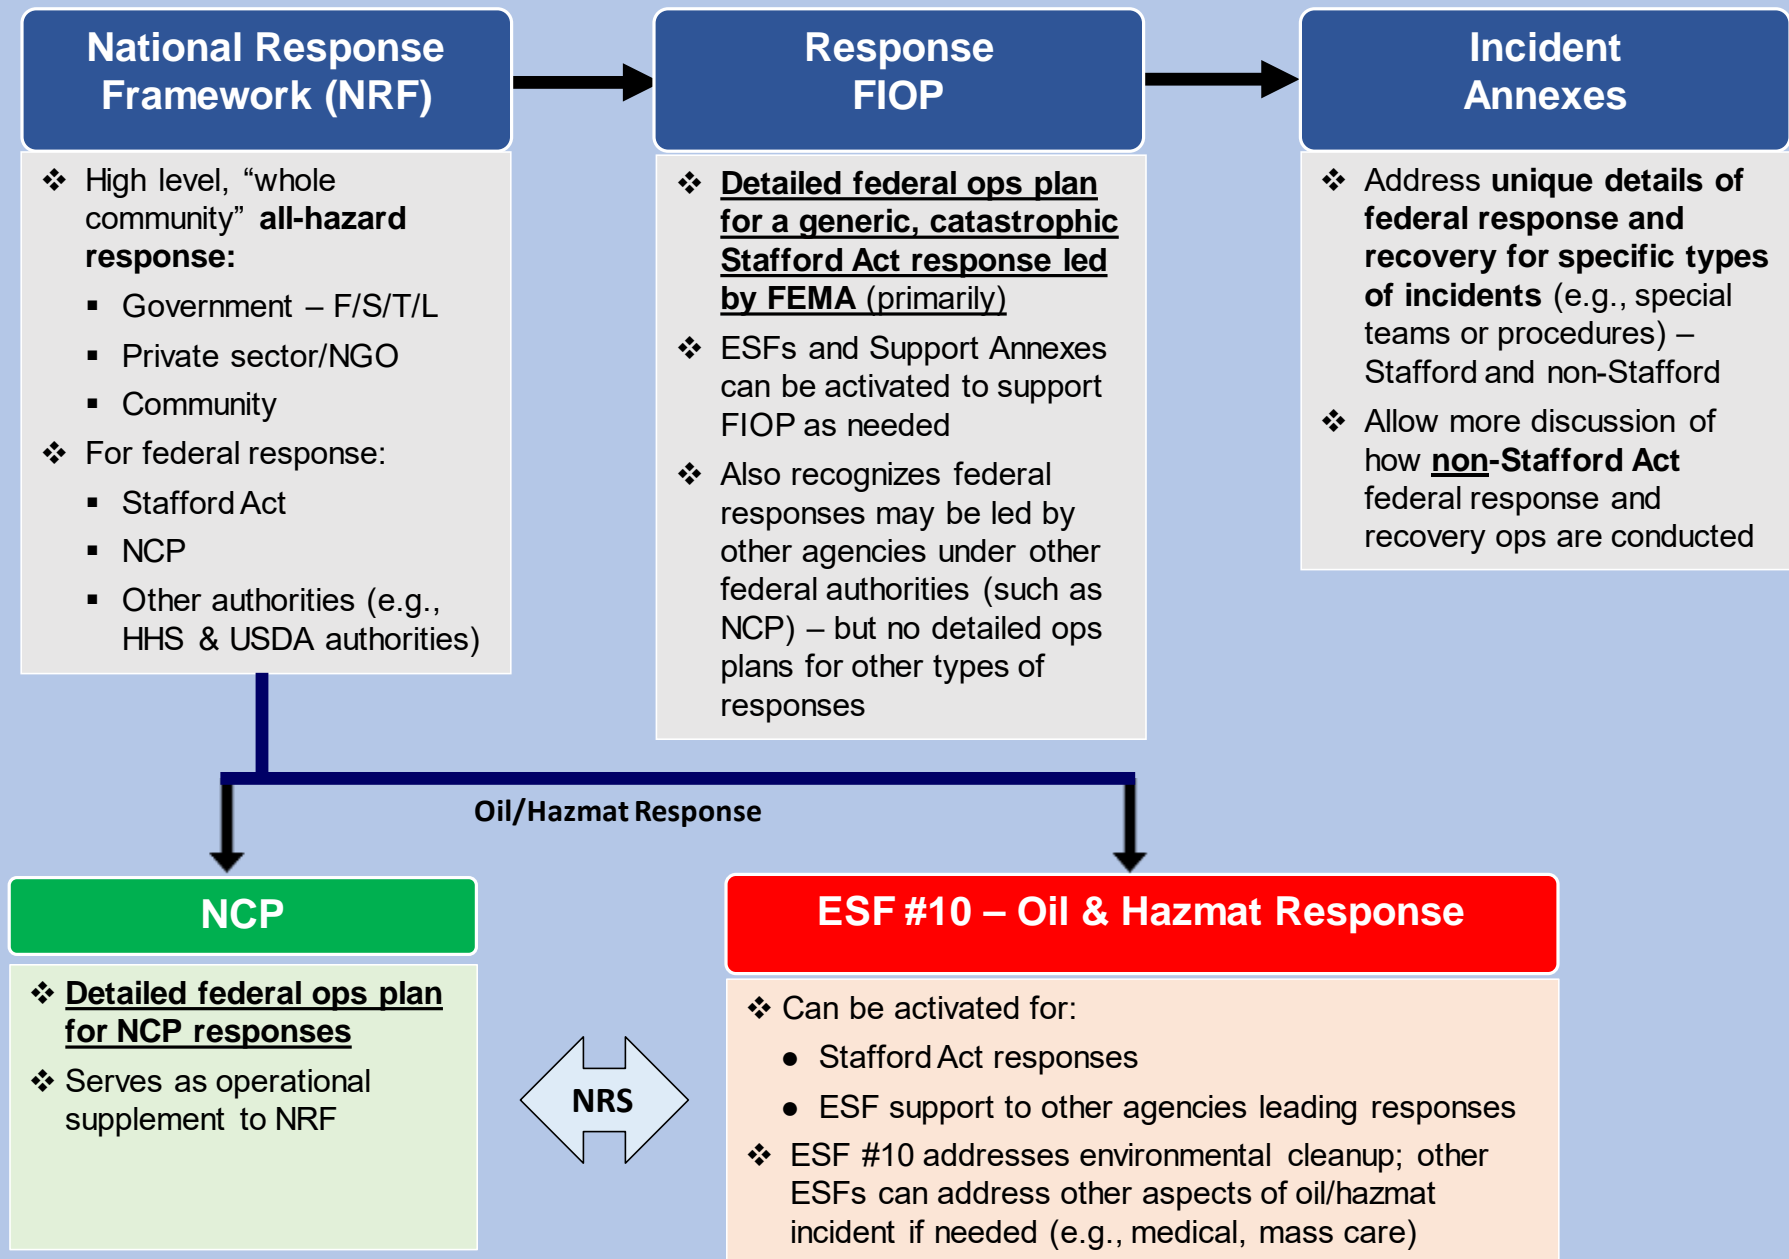 National Response
Framework (NRF)
❖ High level, “whole
community” all-hazard
response:
▪ Government – F/S/T/L
▪ Private sector/NGO
▪ Community
❖ For federal response:
▪ Stafford Act
▪ NCP
▪ Other authorities (e.g.,
HHS & USDA authorities)
Response
FIOP
❖ Detailed federal ops plan
for a generic, catastrophic
Stafford Act response led
by FEMA (primarily)
❖ ESFs and Support Annexes
can be activated to support
FIOP as needed
❖ Also recognizes federal
responses may be led by
other agencies under other
federal authorities (such as
NCP) – but no detailed ops
plans for other types of
responses
Incident
Annexes
❖ Address unique details of
federal response and
recovery for specific types
of incidents (e.g., special
teams or procedures) –
Stafford and non-Stafford
❖ Allow more discussion of
how non-Stafford Act
federal response and
recovery ops are conducted
Oil/Hazmat Response
NCP
❖ Detailed federal ops plan
for NCP responses
❖ Serves as operational
supplement to NRF
NRS
ESF #10 – Oil & Hazmat Response
❖ Can be activated for:
● Stafford Act responses
● ESF support to other agencies leading responses
❖ ESF #10 addresses environmental cleanup; other
ESFs can address other aspects of oil/hazmat
incident if needed (e.g., medical, mass care)